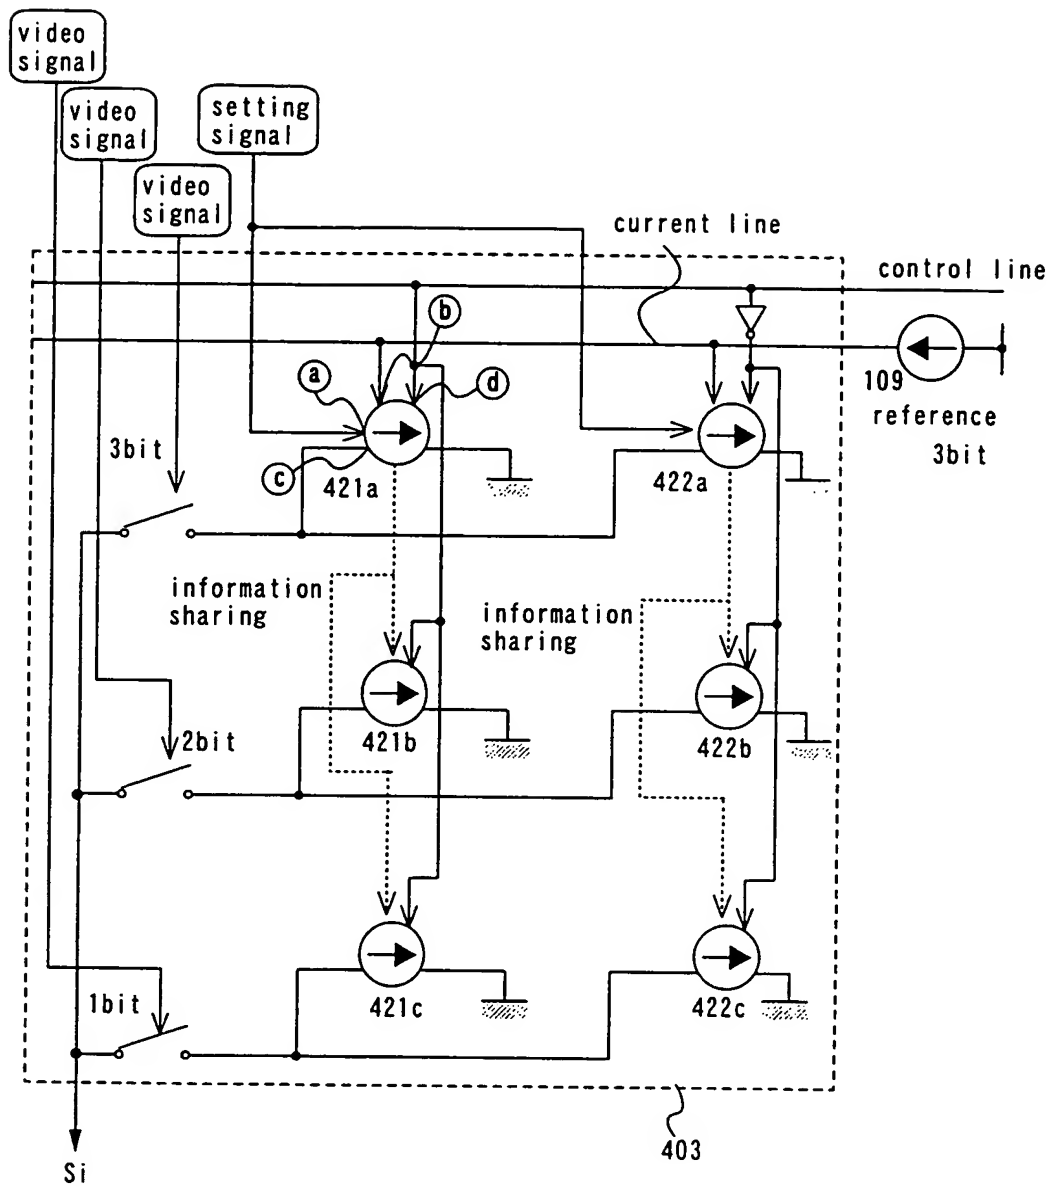 video
signal
video
signal
setting
signal
video
signal
current line
control line
b
a
d
109
reference
3bit
3bit
c
421a
422a
information
sharing
information
sharing
421b
422b
2bit
421c
422c
1bit
403
Si